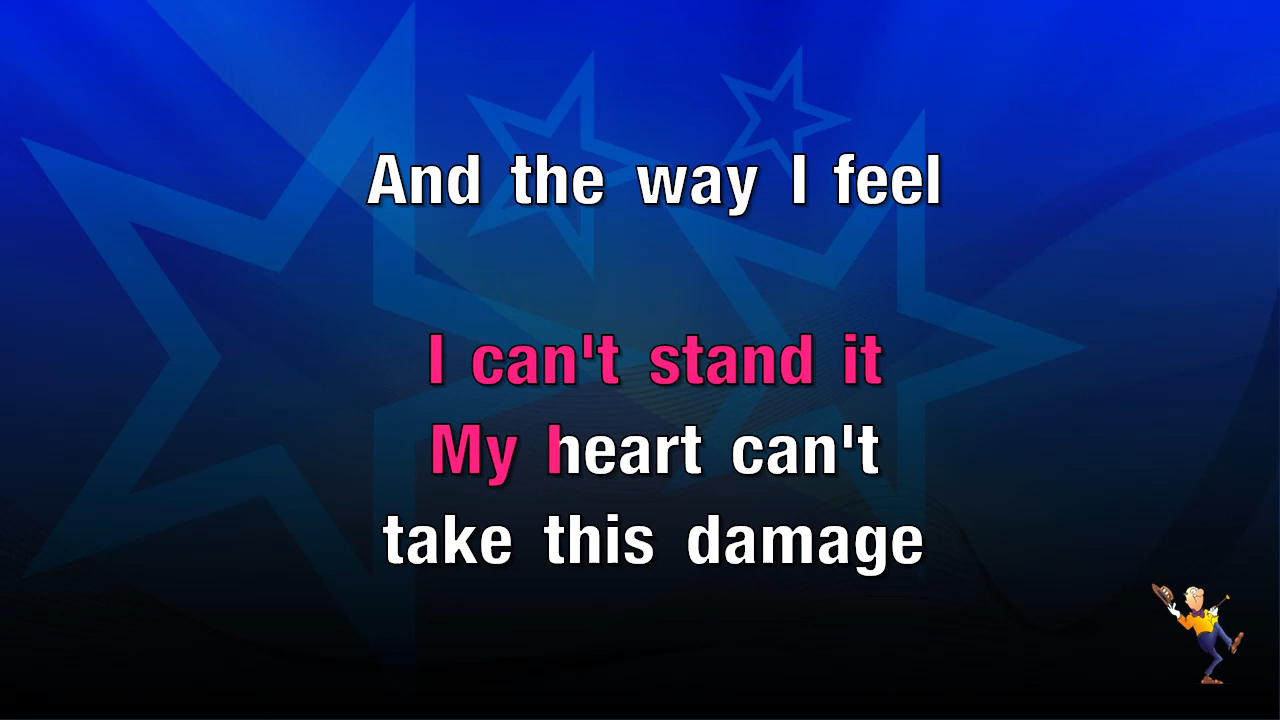 And the way I feel
I can't stand it
My heart can't
take this damage